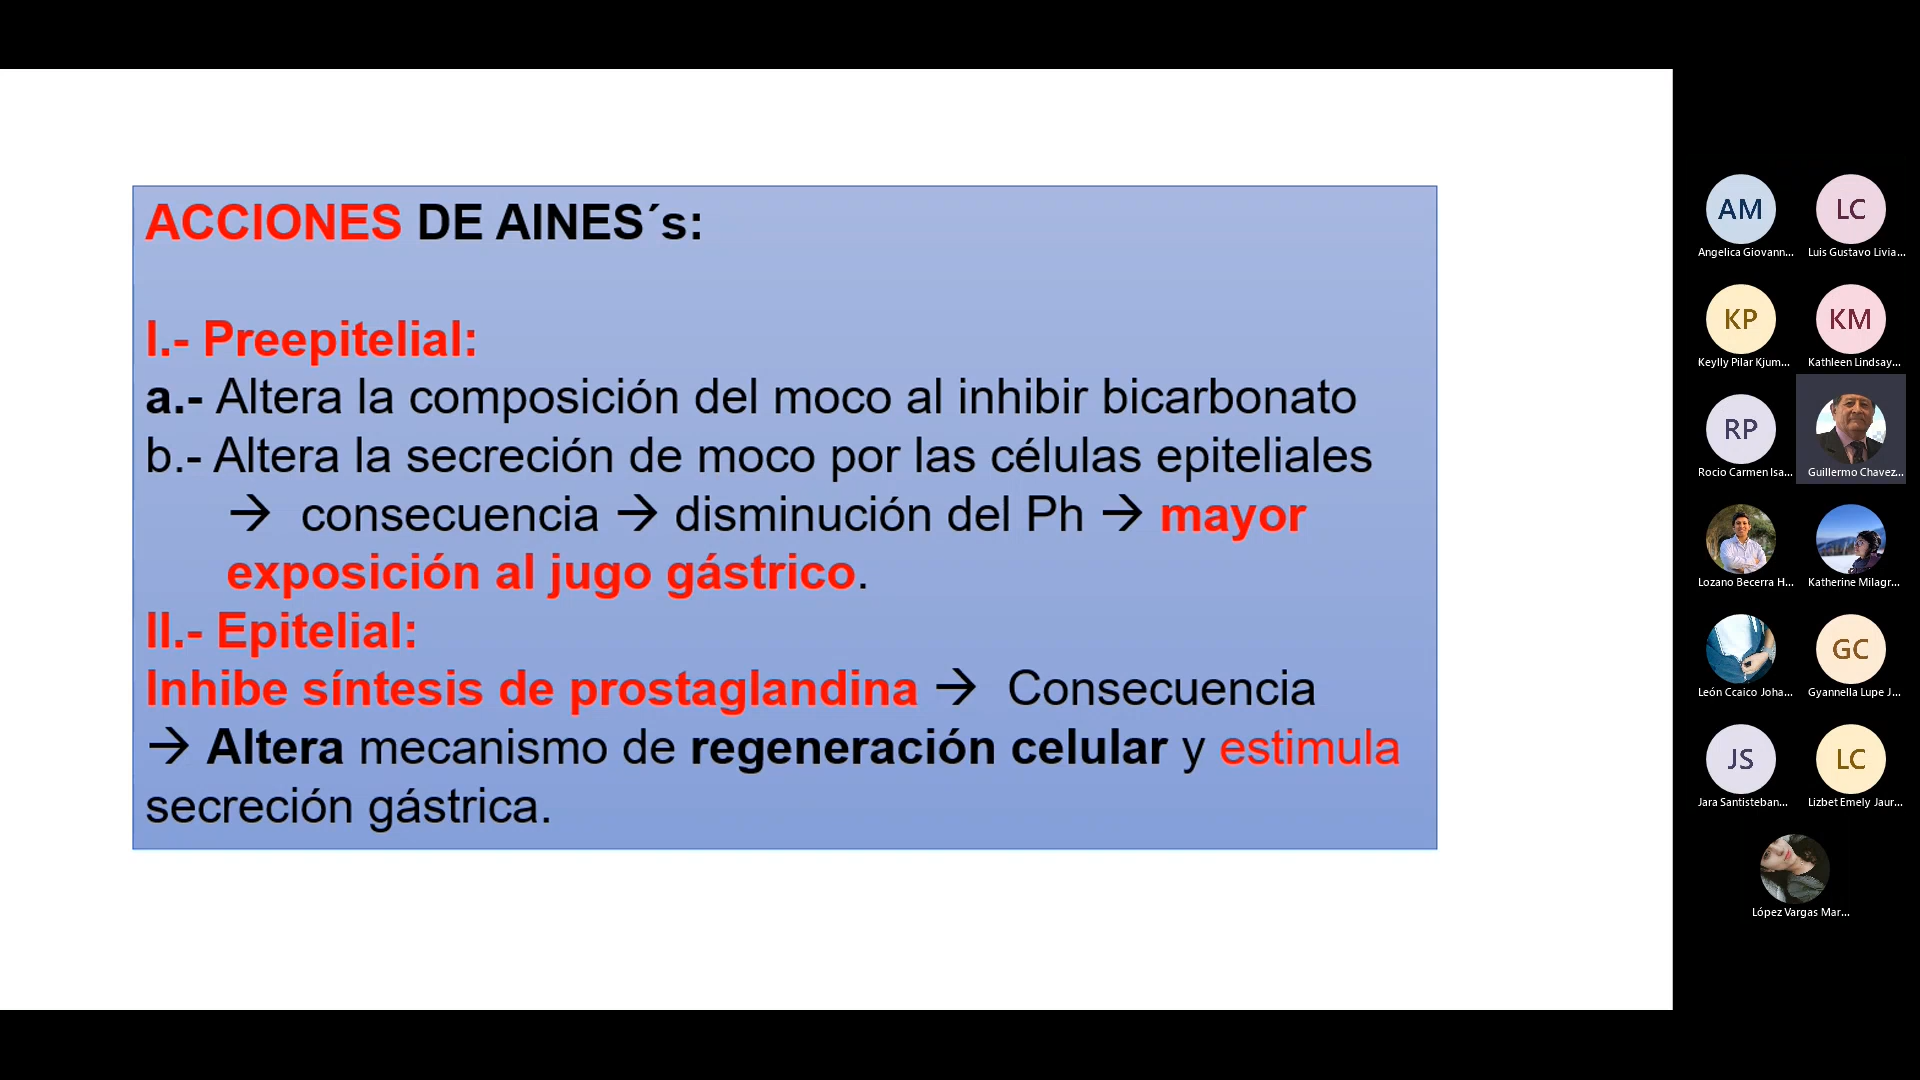 ACCIONES DE AINES´s:
I.- Preepitelial:
a.- Altera la composición del moco al inhibir bicarbonato
b.- Altera la secreción de moco por las células epiteliales
→ consecuencia → disminución del Ph → mayor
exposición al jugo gástrico.
II.- Epitelial:
Inhibe síntesis de prostaglandina → Consecuencia
→ Altera mecanismo de regeneración celular y estimula
secreción gástrica.
AM
Angelica Giovann...
LC
Luis Gustavo Livia...
KP
Keylly Pilar Kjum...
KM
Kathleen Lindsay...
RP
Rocio Carmen Isa...
Guillermo Chavez...
Lozano Becerra H...
Katherine Milagr...
León Ccaico Joha...
GC
Gyannella Lupe J...
JS
Jara Santisteban...
LC
Lizbet Emely Jaur...
López Vargas Mar...